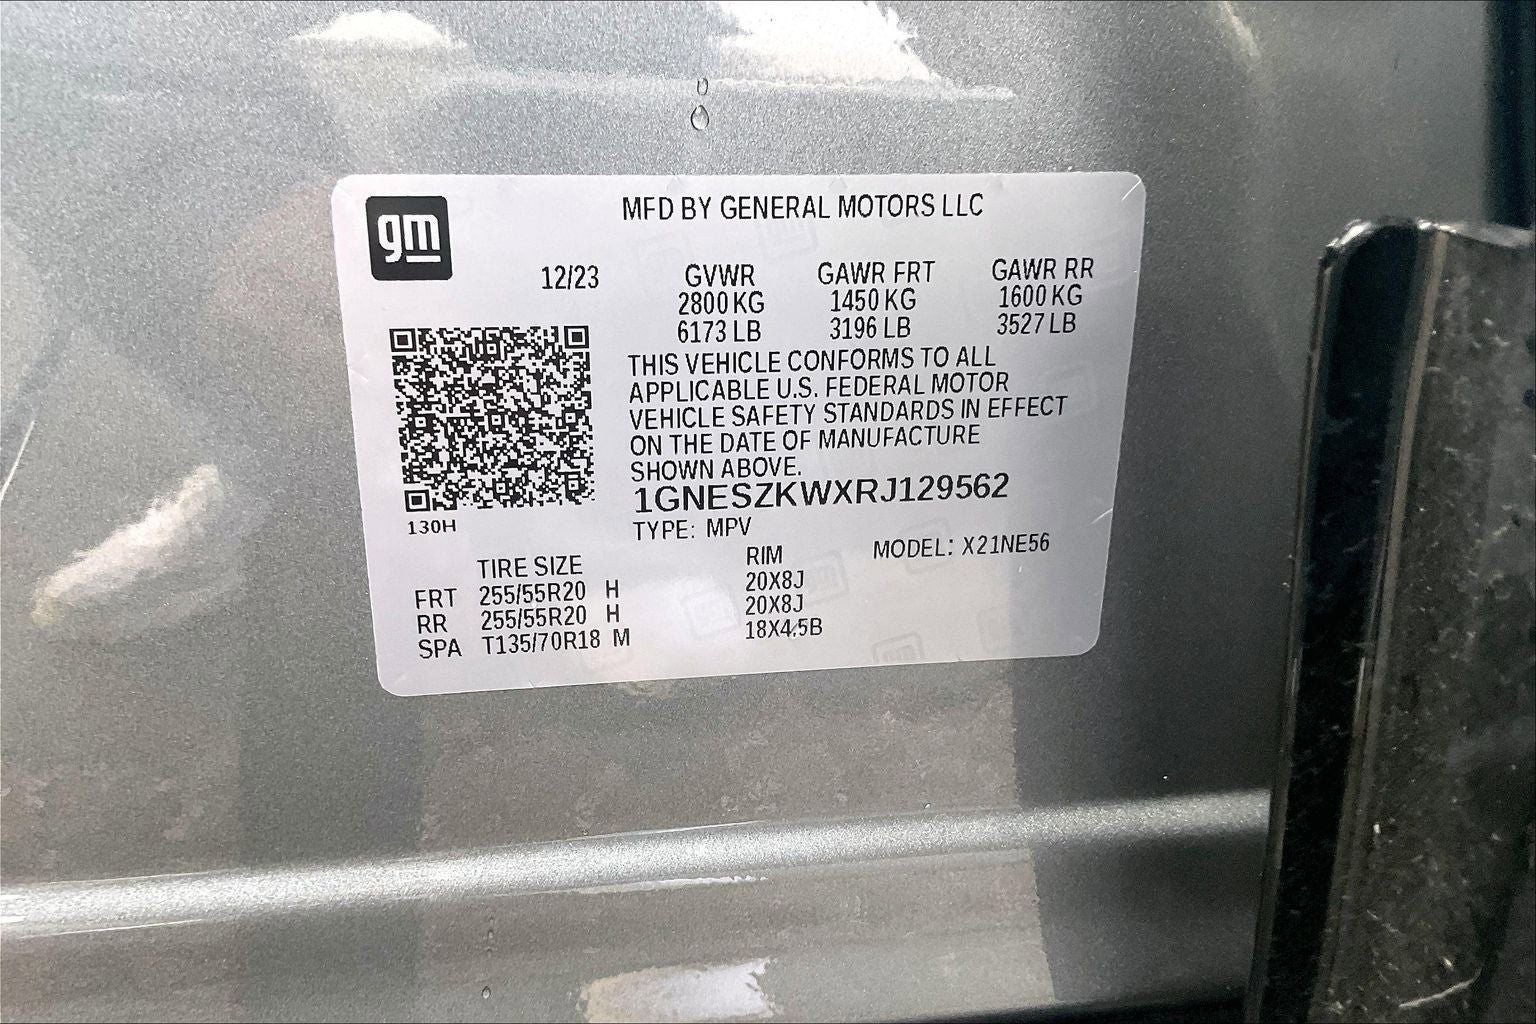 gm
MFD BY GENERAL MOTORS LLC
12/23 GVWR GAWR FRT GAWR RR
2800 KG 1450 KG 1600 KG
6173 LB 3196 LB 3527 LB
THIS VEHICLE CONFORMS TO ALL
APPLICABLE U.S. FEDERAL MOTOR
VEHICLE SAFETY STANDARDS IN EFFECT
ON THE DATE OF MANUFACTURE
SHOWN ABOVE.
1GNESZKWXRJ129562
130H
TYPE: MPV
MODEL: X21NE56
TIRE SIZE RIM
FRT 255/55R20 H 20X8J
RR 255/55R20 H 20X8J
SPA T135/70R18 M 18X4.5B